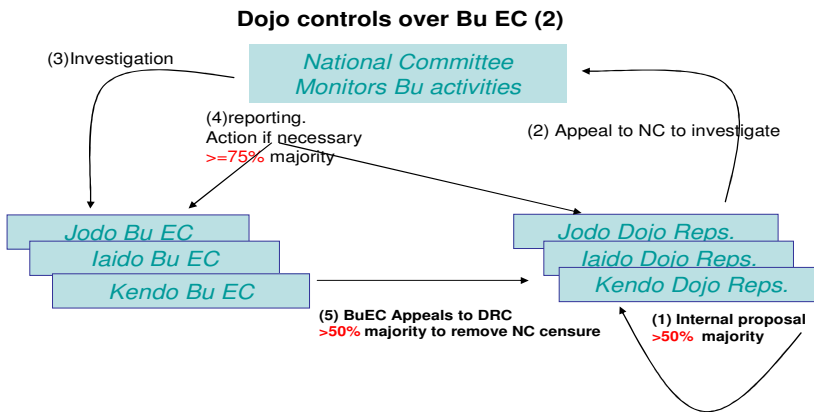 Dojo controls over Bu EC (2)
(3)Investigation
National Committee
Monitors Bu activities
(4)reporting.
Action if necessary
>=75% majority
(2) Appeal to NC to investigate
Jodo Bu EC
Iaido Bu EC
Kendo Bu EC
Jodo Dojo Reps.
Iaido Dojo Reps.
Kendo Dojo Reps.
(5) BuEC Appeals to DRC
>50% majority to remove NC censure
(1) Internal proposal
>50% majority